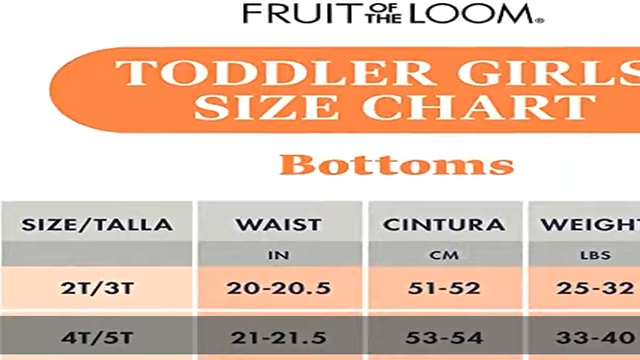 FRUIT OF THE LOOM®
TODDLER GIRLS
SIZE CHART
Bottoms
SIZE/TALLA WAIST CINTURA WEIGHT
IN CM LBS
2T/3T 20-20.5 51-52 25-32
4T/5T 21-21.5 53-54 33-40